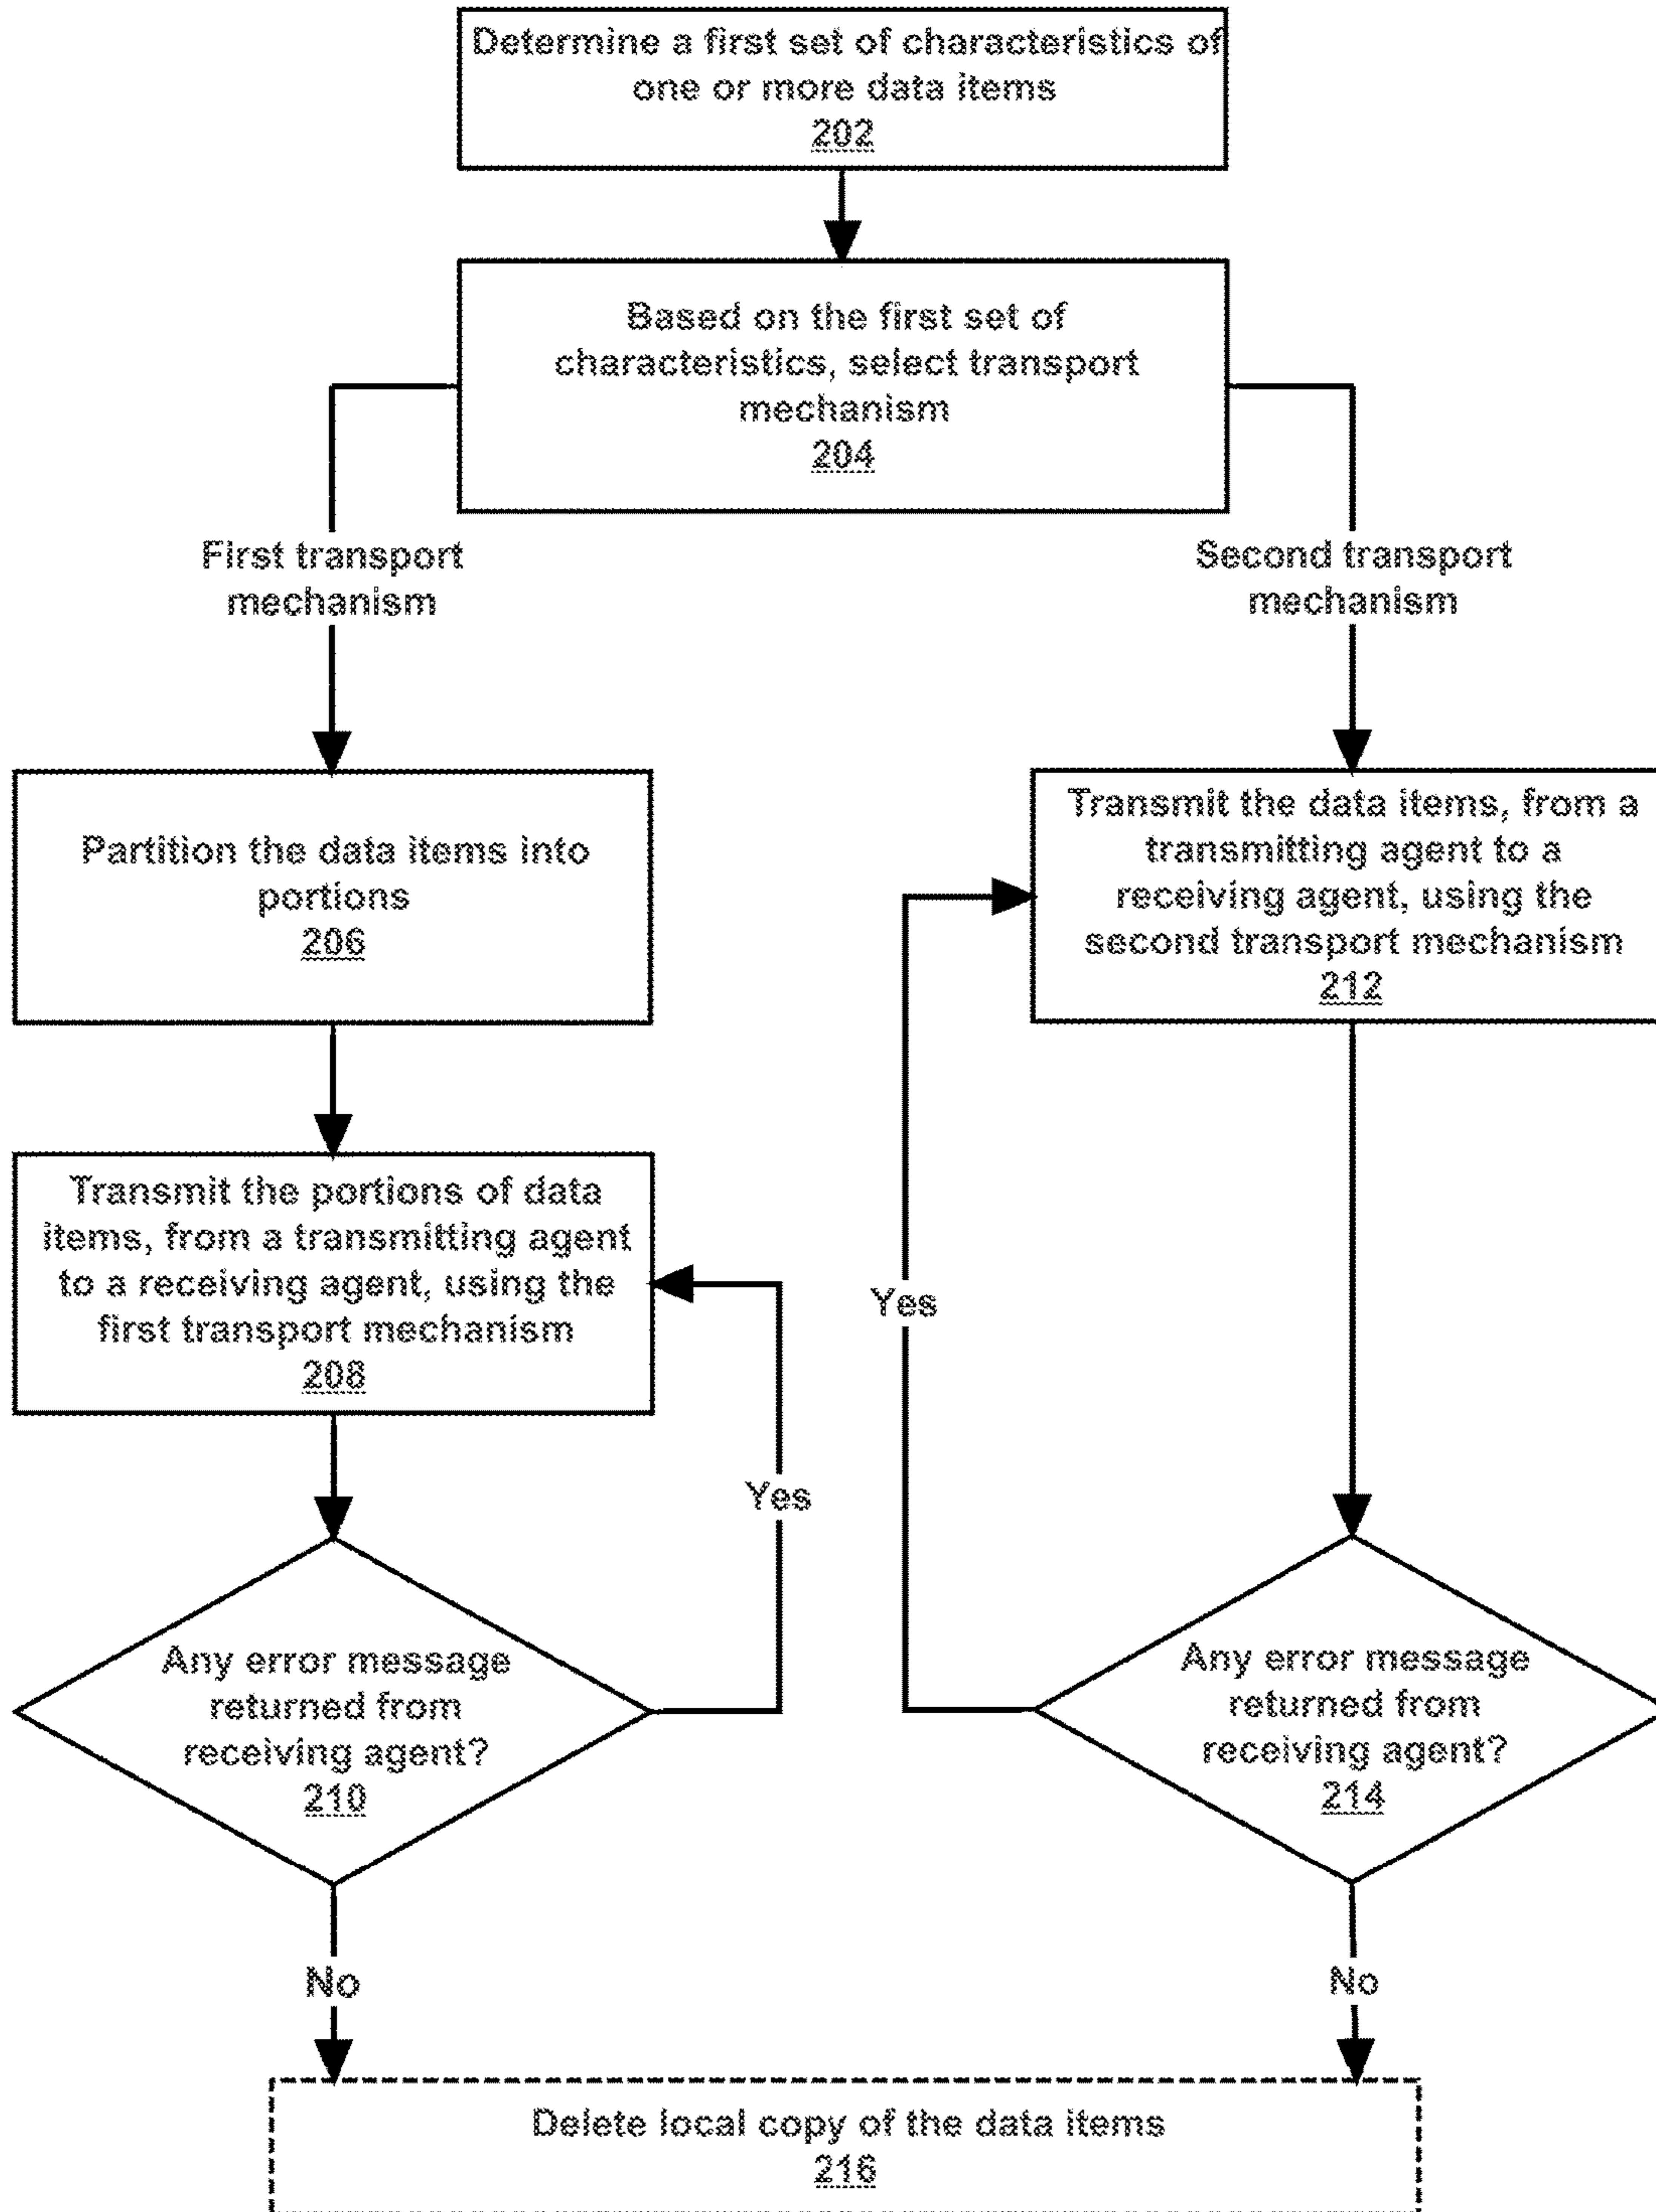 Determine a first set of characteristics of
one or more data items
202
Based on the first set of
characteristics, select transport
mechanism
204
First transport
mechanism
Second transport
mechanism
Partition the data items into
portions
206
Transmit the data items, from a
transmitting agent to a
receiving agent, using the
second transport mechanism
212
Transmit the portions of data
items, from a transmitting agent
to a receiving agent, using the
first transport mechanism
208
Yes
Yes
Any error message
returned from
receiving agent?
210
Any error message
returned from
receiving agent?
214
No
No
Delete local copy of the data items
216